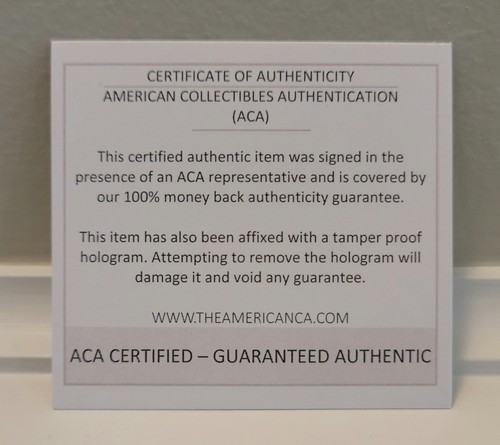 CERTIFICATE OF AUTHENTICITY
AMERICAN COLLECTIBLES AUTHENTICATION
(ACA)
This certified authentic item was signed in the
presence of an ACA representative and is covered by
our 100% money back authenticity guarantee.
This item has also been affixed with a tamper proof
hologram. Attempting to remove the hologram will
damage it and void any guarantee.
WWW.THEAMERICANCA.COM
ACA CERTIFIED – GUARANTEED AUTHENTIC